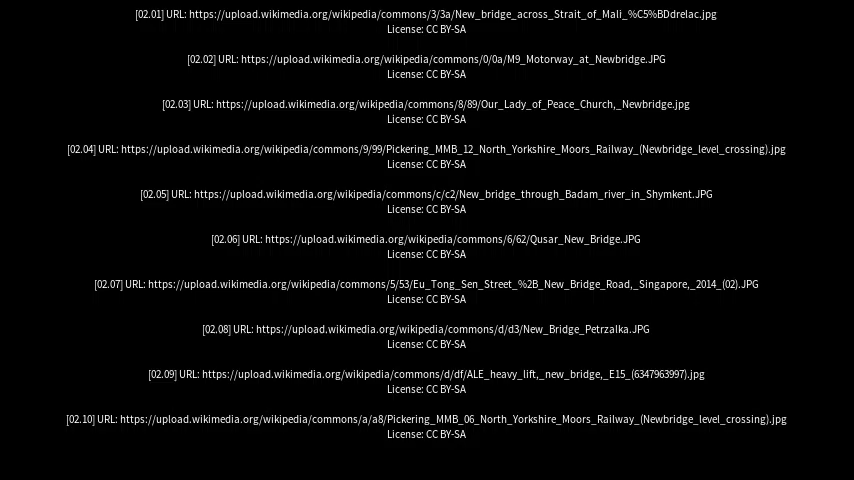 [02.01] URL: https://upload.wikimedia.org/wikipedia/commons/3/3a/New_bridge_across_Strait_of_Mali_%C5%BDdrelac.jpg
License: CC BY-SA
[02.02] URL: https://upload.wikimedia.org/wikipedia/commons/0/0a/M9_Motorway_at_Newbridge.JPG
License: CC BY-SA
[02.03] URL: https://upload.wikimedia.org/wikipedia/commons/8/89/Our_Lady_of_Peace_Church,_Newbridge.jpg
License: CC BY-SA
[02.04] URL: https://upload.wikimedia.org/wikipedia/commons/9/99/Pickering_MMB_12_North_Yorkshire_Moors_Railway_(Newbridge_level_crossing).jpg
License: CC BY-SA
[02.05] URL: https://upload.wikimedia.org/wikipedia/commons/c/c2/New_bridge_through_Badam_river_in_Shymkent.JPG
License: CC BY-SA
[02.06] URL: https://upload.wikimedia.org/wikipedia/commons/6/62/Qusar_New_Bridge.JPG
License: CC BY-SA
[02.07] URL: https://upload.wikimedia.org/wikipedia/commons/5/53/Eu_Tong_Sen_Street_%2B_New_Bridge_Road,_Singapore,_2014_(02).JPG
License: CC BY-SA
[02.08] URL: https://upload.wikimedia.org/wikipedia/commons/d/d3/New_Bridge_Petrzalka.JPG
License: CC BY-SA
[02.09] URL: https://upload.wikimedia.org/wikipedia/commons/d/df/ALE_heavy_lift,_new_bridge,_E15_(6347963997).jpg
License: CC BY-SA
[02.10] URL: https://upload.wikimedia.org/wikipedia/commons/a/a8/Pickering_MMB_06_North_Yorkshire_Moors_Railway_(Newbridge_level_crossing).jpg
License: CC BY-SA